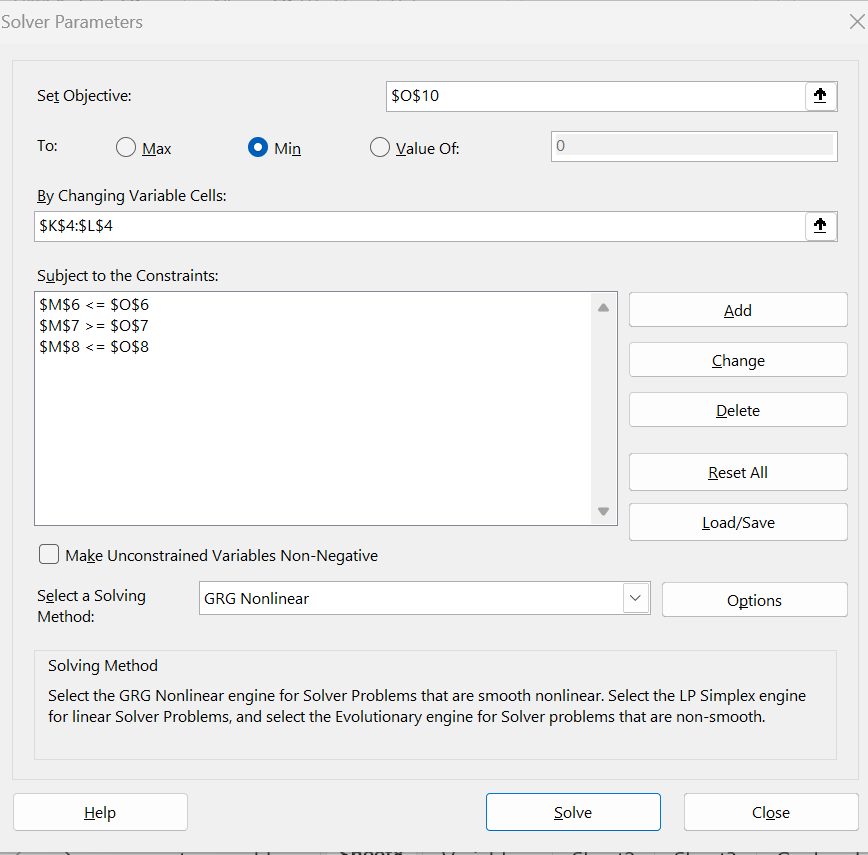 Solver Parameters
Set Objective:
$O$10
To:
Max
Min
Value Of:
0
By Changing Variable Cells:
$K$4:$L$4
Subject to the Constraints:
$M$6 <= $O$6
$M$7 >= $O$7
$M$8 <= $O$8
Add
Change
Delete
Reset All
Load/Save
Make Unconstrained Variables Non-Negative
Select a Solving
Method:
GRG Nonlinear
Options
Solving Method
Select the GRG Nonlinear engine for Solver Problems that are smooth nonlinear. Select the LP Simplex engine
for linear Solver Problems, and select the Evolutionary engine for Solver problems that are non-smooth.
Help
Solve
Close